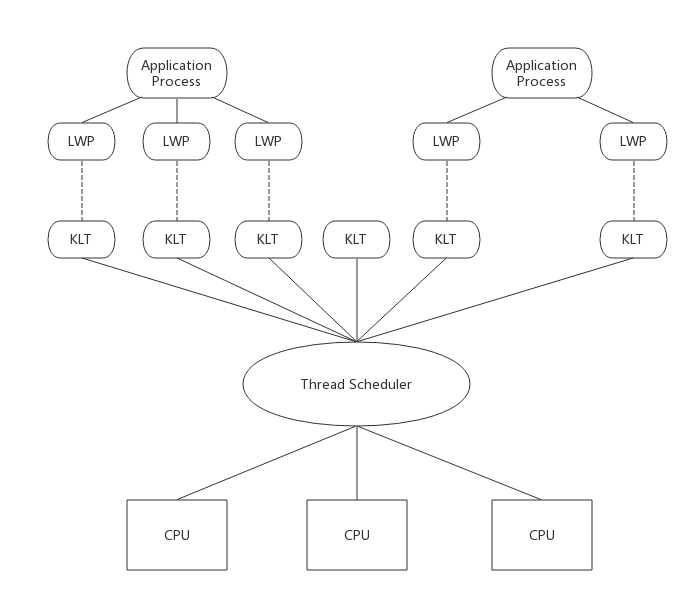 Application
Process
Application
Process
LWP
LWP
LWP
LWP
LWP
KLT
KLT
KLT
KLT
KLT
KLT
Thread Scheduler
CPU
CPU
CPU